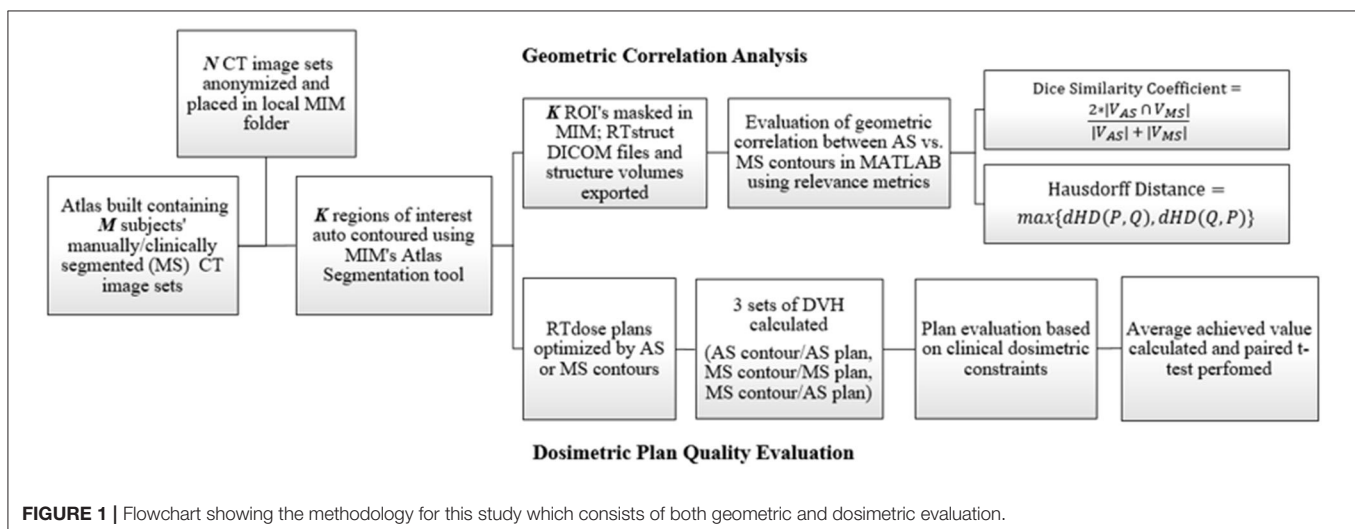 N CT image sets
anonymized and
placed in local MIM
folder
Atlas built containing
M subjects'
manually/clinically
segmented (MS) CT
image sets
K regions of interest
auto contoured using
MIM's Atlas
Segmentation tool
Geometric Correlation Analysis
K ROI's masked in
MIM; RTstruct
DICOM files and
structure volumes
exported
Evaluation of geometric
correlation between AS vs.
MS contours in MATLAB
using relevance metrics
Dice Similarity Coefficient =
2*|V_AS ∩ V_MS|
|V_AS| + |V_MS|
Hausdorff Distance =
max{dHD(P, Q), dHD(Q, P)}
RTdose plans
optimized by AS
or MS contours
3 sets of DVH
calculated
(AS contour/AS plan,
MS contour/MS plan,
MS contour/AS plan)
Plan evaluation based
on clinical dosimetric
constraints
Average achieved value
calculated and paired t-
test perfomed
Dosimetric Plan Quality Evaluation
FIGURE 1 | Flowchart showing the methodology for this study which consists of both geometric and dosimetric evaluation.